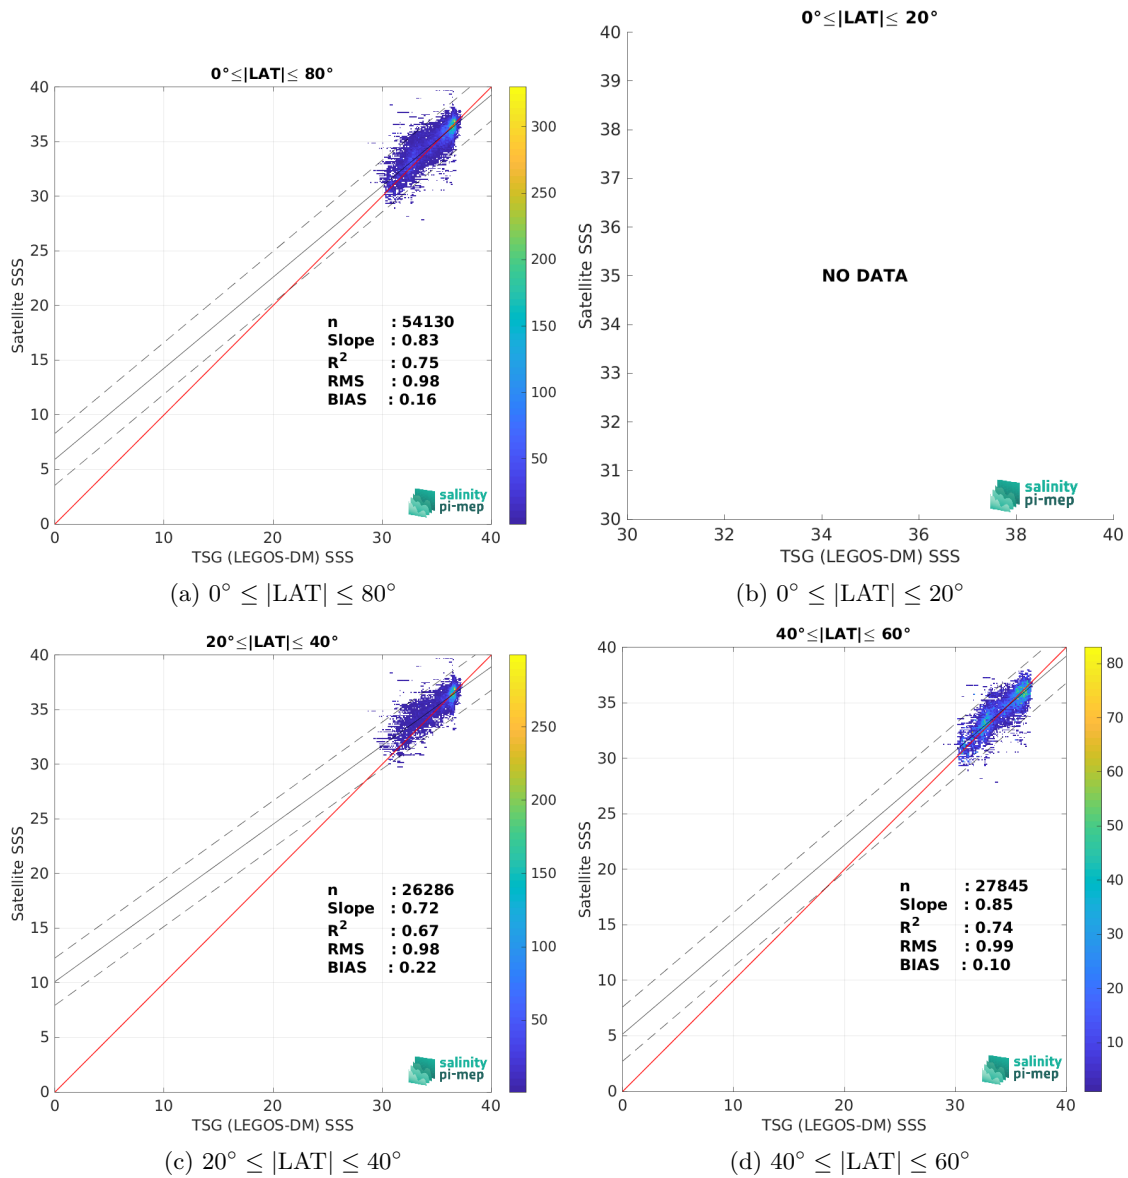 0°≤|LAT|≤ 80°
40
35
30
25
20
15
10
5
0
Satellite SSS
0
10
20
30
40
TSG (LEGOS-DM) SSS
300
250
200
150
100
50
n : 54130
Slope : 0.83
R2 : 0.75
RMS : 0.98
BIAS : 0.16
salinity
pi-mep
(a) 0° ≤ |LAT| ≤ 80°
0°≤|LAT|≤ 20°
40
39
38
37
36
35
34
33
32
31
30
Satellite SSS
NO DATA
30
32
34
36
38
40
TSG (LEGOS-DM) SSS
salinity
pi-mep
(b) 0° ≤ |LAT| ≤ 20°
20°≤|LAT|≤ 40°
40
35
30
25
20
15
10
5
0
Satellite SSS
0
10
20
30
40
TSG (LEGOS-DM) SSS
250
200
150
100
50
n : 26286
Slope : 0.72
R2 : 0.67
RMS : 0.98
BIAS : 0.22
salinity
pi-mep
(c) 20° ≤ |LAT| ≤ 40°
40°≤|LAT|≤ 60°
40
35
30
25
20
15
10
5
0
Satellite SSS
0
10
20
30
40
TSG (LEGOS-DM) SSS
80
70
60
50
40
30
20
10
n : 27845
Slope : 0.85
R2 : 0.74
RMS : 0.99
BIAS : 0.10
salinity
pi-mep
(d) 40° ≤ |LAT| ≤ 60°